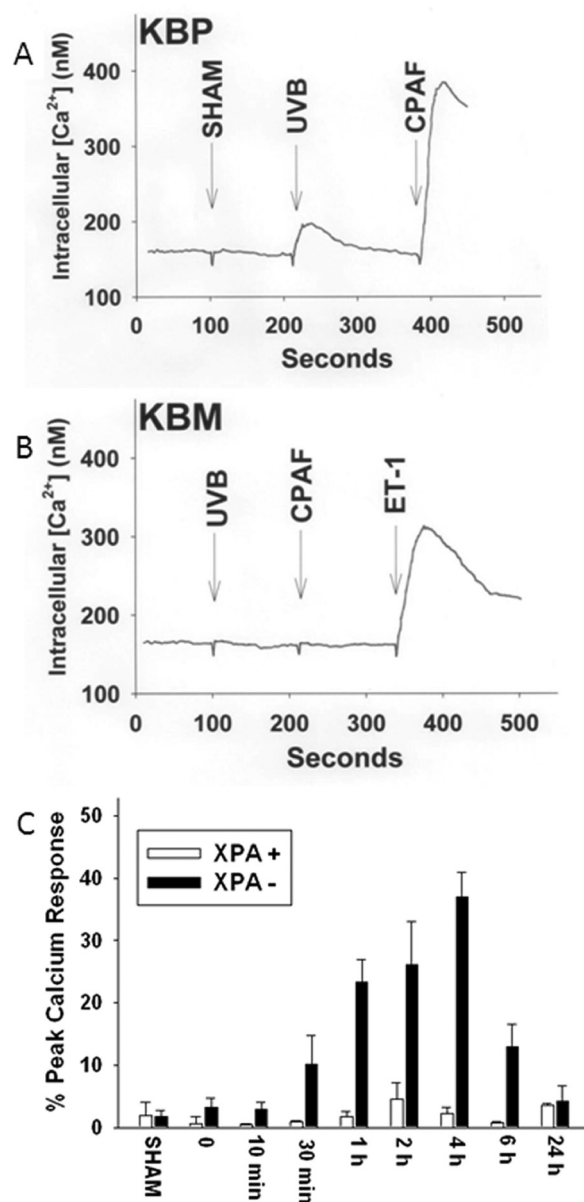 A
KBP
Intracellular [Ca²⁺] (nM)
400
300
200
100
SHAM
UVB
CPAF
0 100 200 300 400 500
Seconds
B
KBM
Intracellular [Ca²⁺] (nM)
400
300
200
100
UVB
CPAF
ET-1
0 100 200 300 400 500
Seconds
C
% Peak Calcium Response
50
40
30
20
10
0
XPA +
XPA -
SHAM
0
10 min
30 min
1 h
2 h
4 h
6 h
24 h